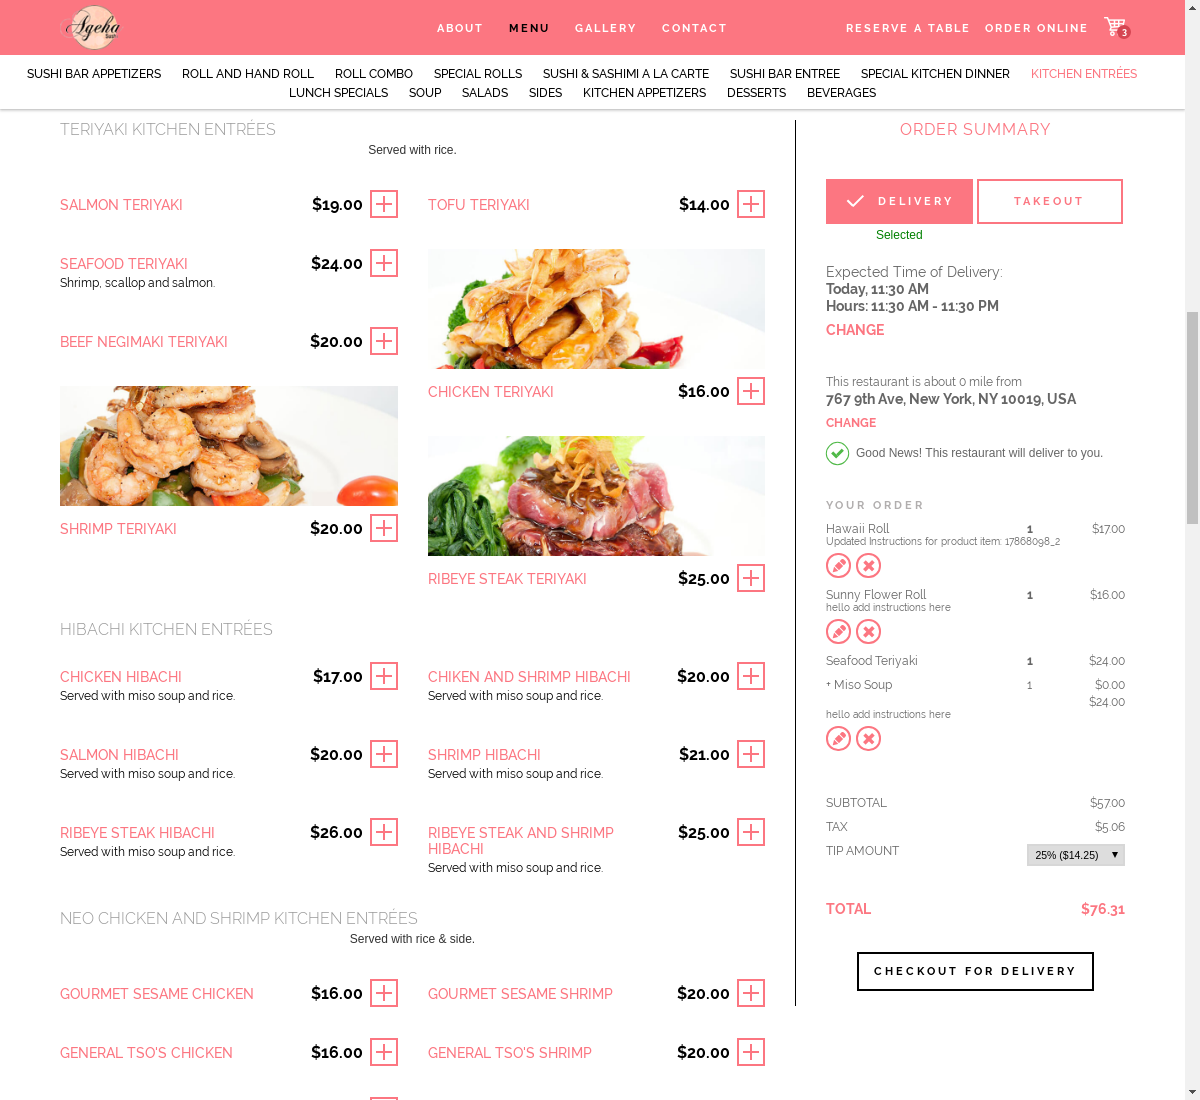 Ageha
ABOUT MENU GALLERY CONTACT RESERVE A TABLE ORDER ONLINE 3
SUSHI BAR APPETIZERS ROLL AND HAND ROLL ROLL COMBO SPECIAL ROLLS SUSHI & SASHIMI A LA CARTE SUSHI BAR ENTREE SPECIAL KITCHEN DINNER KITCHEN ENTRÉES
LUNCH SPECIALS SOUP SALADS SIDES KITCHEN APPETIZERS DESSERTS BEVERAGES
TERIYAKI KITCHEN ENTRÉES
Served with rice.
SALMON TERIYAKI $19.00
TOFU TERIYAKI $14.00
SEAFOOD TERIYAKI $24.00
Shrimp, scallop and salmon.
BEEF NEGIMAKI TERIYAKI $20.00
CHICKEN TERIYAKI $16.00
SHRIMP TERIYAKI $20.00
RIBEYE STEAK TERIYAKI $25.00
HIBACHI KITCHEN ENTRÉES
CHICKEN HIBACHI $17.00
Served with miso soup and rice.
CHIKEN AND SHRIMP HIBACHI $20.00
Served with miso soup and rice.
SALMON HIBACHI $20.00
Served with miso soup and rice.
SHRIMP HIBACHI $21.00
Served with miso soup and rice.
RIBEYE STEAK HIBACHI $26.00
Served with miso soup and rice.
RIBEYE STEAK AND SHRIMP $25.00
HIBACHI
Served with miso soup and rice.
NEO CHICKEN AND SHRIMP KITCHEN ENTRÉES
Served with rice & side.
GOURMET SESAME CHICKEN $16.00
GOURMET SESAME SHRIMP $20.00
GENERAL TSO'S CHICKEN $16.00
GENERAL TSO'S SHRIMP $20.00
ORDER SUMMARY
DELIVERY TAKEOUT
Selected
Expected Time of Delivery:
Today, 11:30 AM
Hours: 11:30 AM - 11:30 PM
CHANGE
This restaurant is about 0 mile from
767 9th Ave, New York, NY 10019, USA
CHANGE
Good News! This restaurant will deliver to you.
YOUR ORDER
Hawaii Roll 1 $17.00
Updated Instructions for product item: 17868098_2
Sunny Flower Roll 1 $16.00
hello add instructions here
Seafood Teriyaki 1 $24.00
+ Miso Soup 1 $0.00
$24.00
hello add instructions here
SUBTOTAL $57.00
TAX $5.06
TIP AMOUNT 25% ($14.25)
TOTAL $76.31
CHECKOUT FOR DELIVERY